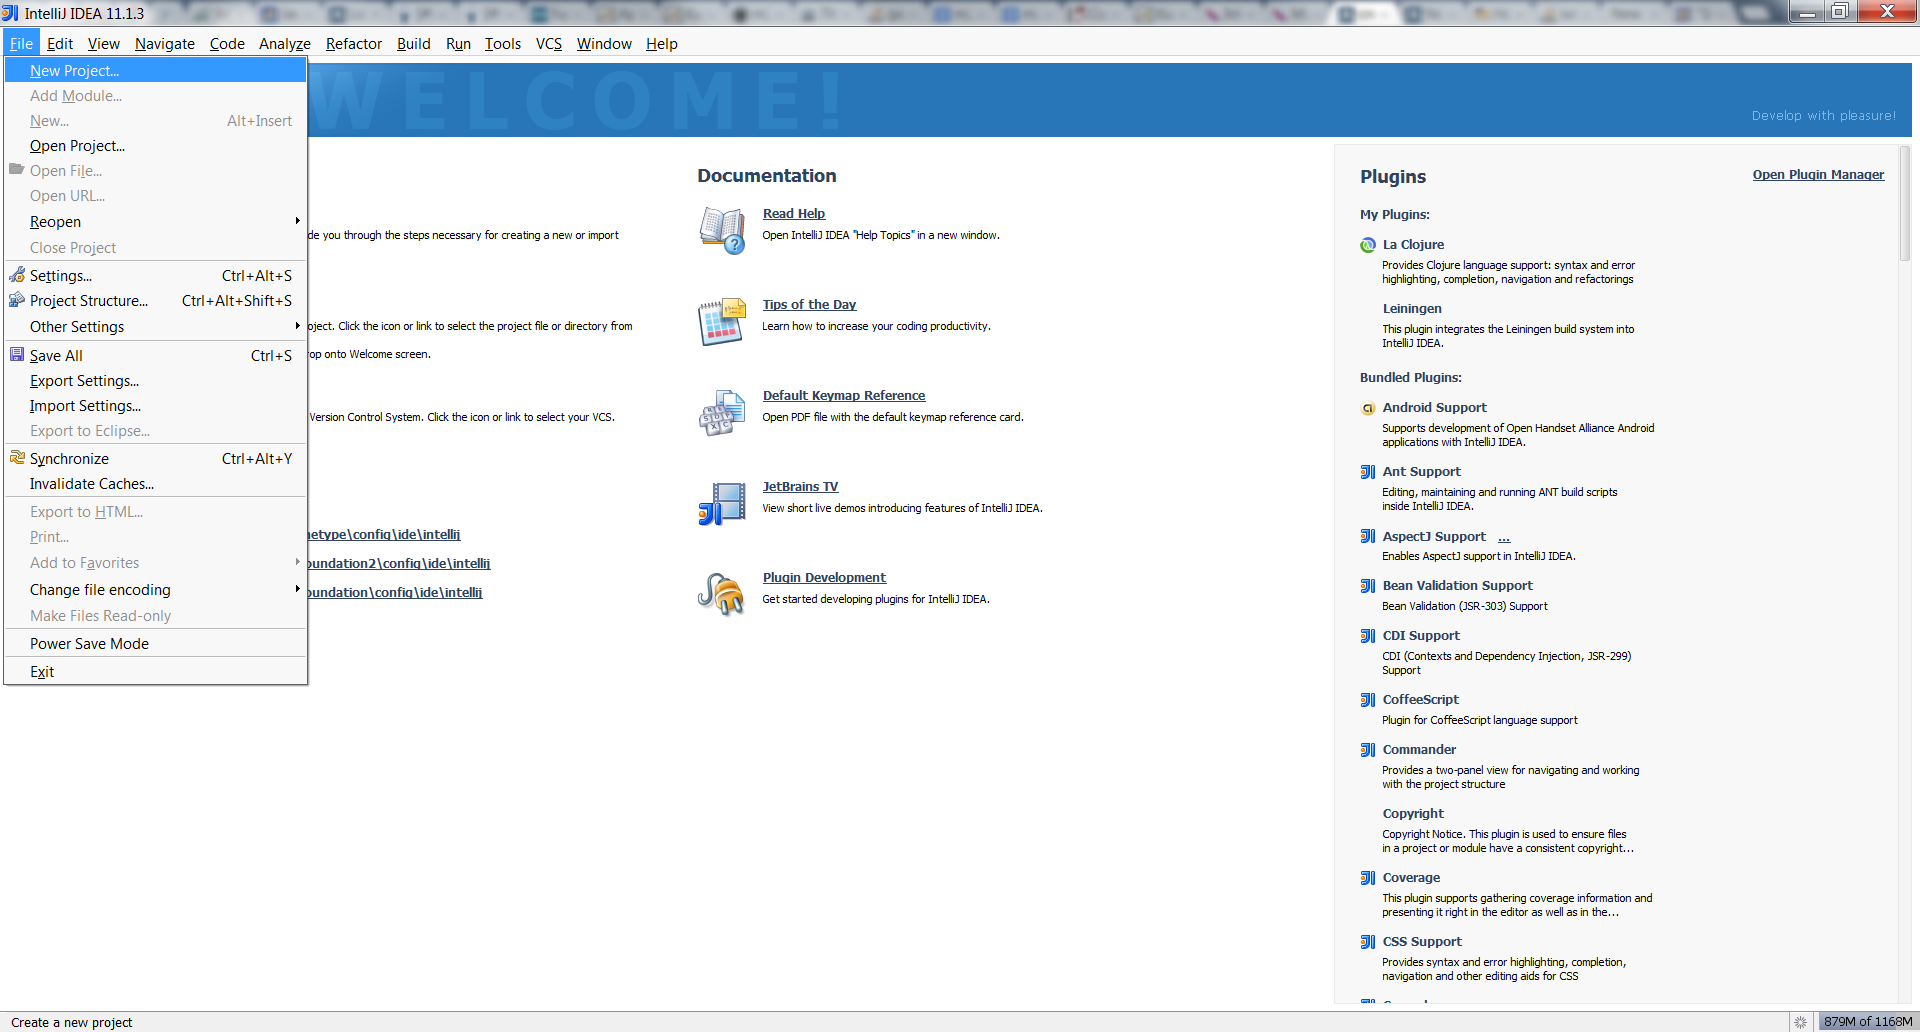 IntelliJ IDEA 11.1.3
File Edit View Navigate Code Analyze Refactor Build Run Tools VCS Window Help
New Project...
Add Module...
New... Alt+Insert
Open Project...
Open File...
Open URL...
Reopen
Close Project
Settings... Ctrl+Alt+S
Project Structure... Ctrl+Alt+Shift+S
Other Settings
Save All Ctrl+S
Export Settings...
Import Settings...
Export to Eclipse...
Synchronize Ctrl+Alt+Y
Invalidate Caches...
Export to HTML...
Print...
Add to Favorites
Change file encoding
Make Files Read-only
Power Save Mode
Exit
WELCOME!
Develop with pleasure!
de you through the steps necessary for creating a new or import
oject. Click the icon or link to select the project file or directory from
op onto Welcome screen.
Version Control System. Click the icon or link to select your VCS.
netype\config\ide\intellij
oundation2\config\ide\intellij
oundation\config\ide\intellij
Documentation
Read Help
Open IntelliJ IDEA "Help Topics" in a new window.
Tips of the Day
Learn how to increase your coding productivity.
Default Keymap Reference
Open PDF file with the default keymap reference card.
JetBrains TV
View short live demos introducing features of IntelliJ IDEA.
Plugin Development
Get started developing plugins for IntelliJ IDEA.
Plugins Open Plugin Manager
My Plugins:
La Clojure
Provides Clojure language support: syntax and error
highlighting, completion, navigation and refactorings
Leiningen
This plugin integrates the Leiningen build system into
IntelliJ IDEA.
Bundled Plugins:
Android Support
Supports development of Open Handset Alliance Android
applications with IntelliJ IDEA.
Ant Support
Editing, maintaining and running ANT build scripts
inside IntelliJ IDEA.
AspectJ Support ...
Enables AspectJ support in IntelliJ IDEA.
Bean Validation Support
Bean Validation (JSR-303) Support
CDI Support
CDI (Contexts and Dependency Injection, JSR-299)
Support
CoffeeScript
Plugin for CoffeeScript language support
Commander
Provides a two-panel view for navigating and working
with the project structure
Copyright
Copyright Notice. This plugin is used to ensure files
in a project or module have a consistent copyright...
Coverage
This plugin supports gathering coverage information and
presenting it right in the editor as well as in the...
CSS Support
Provides syntax and error highlighting, completion,
navigation and other editing aids for CSS
Create a new project
879M of 1168M